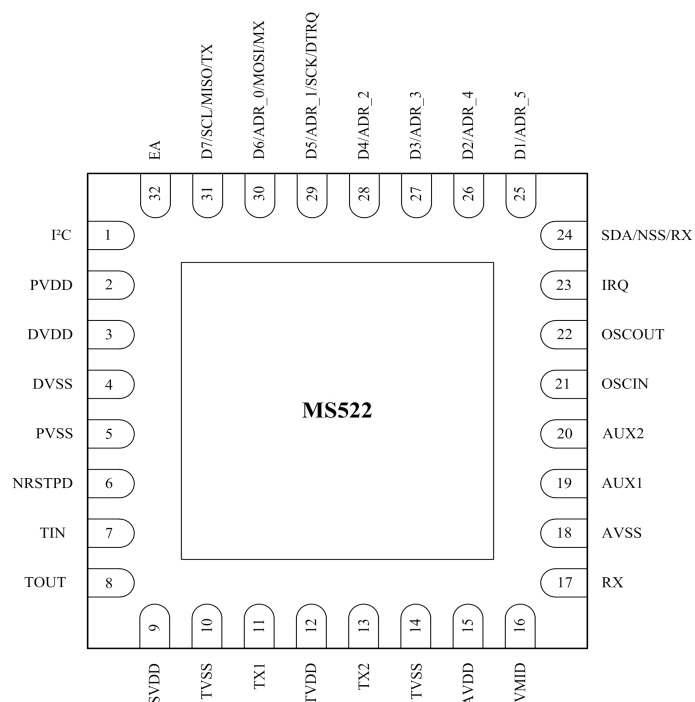 EA
D7/SCL/MISO/TX
D6/ADR_0/MOSI/MX
D5/ADR_1/SCK/DTRQ
D4/ADR_2
D3/ADR_3
D2/ADR_4
D1/ADR_5
32
31
30
29
28
27
26
25
I²C 1
PVDD 2
DVDD 3
DVSS 4
PVSS 5
NRSTPD 6
TIN 7
TOUT 8
MS522
24 SDA/NSS/RX
23 IRQ
22 OSCOUT
21 OSCIN
20 AUX2
19 AUX1
18 AVSS
17 RX
9
10
11
12
13
14
15
16
SVDD
TVSS
TX1
TVDD
TX2
TVSS
AVDD
VMID